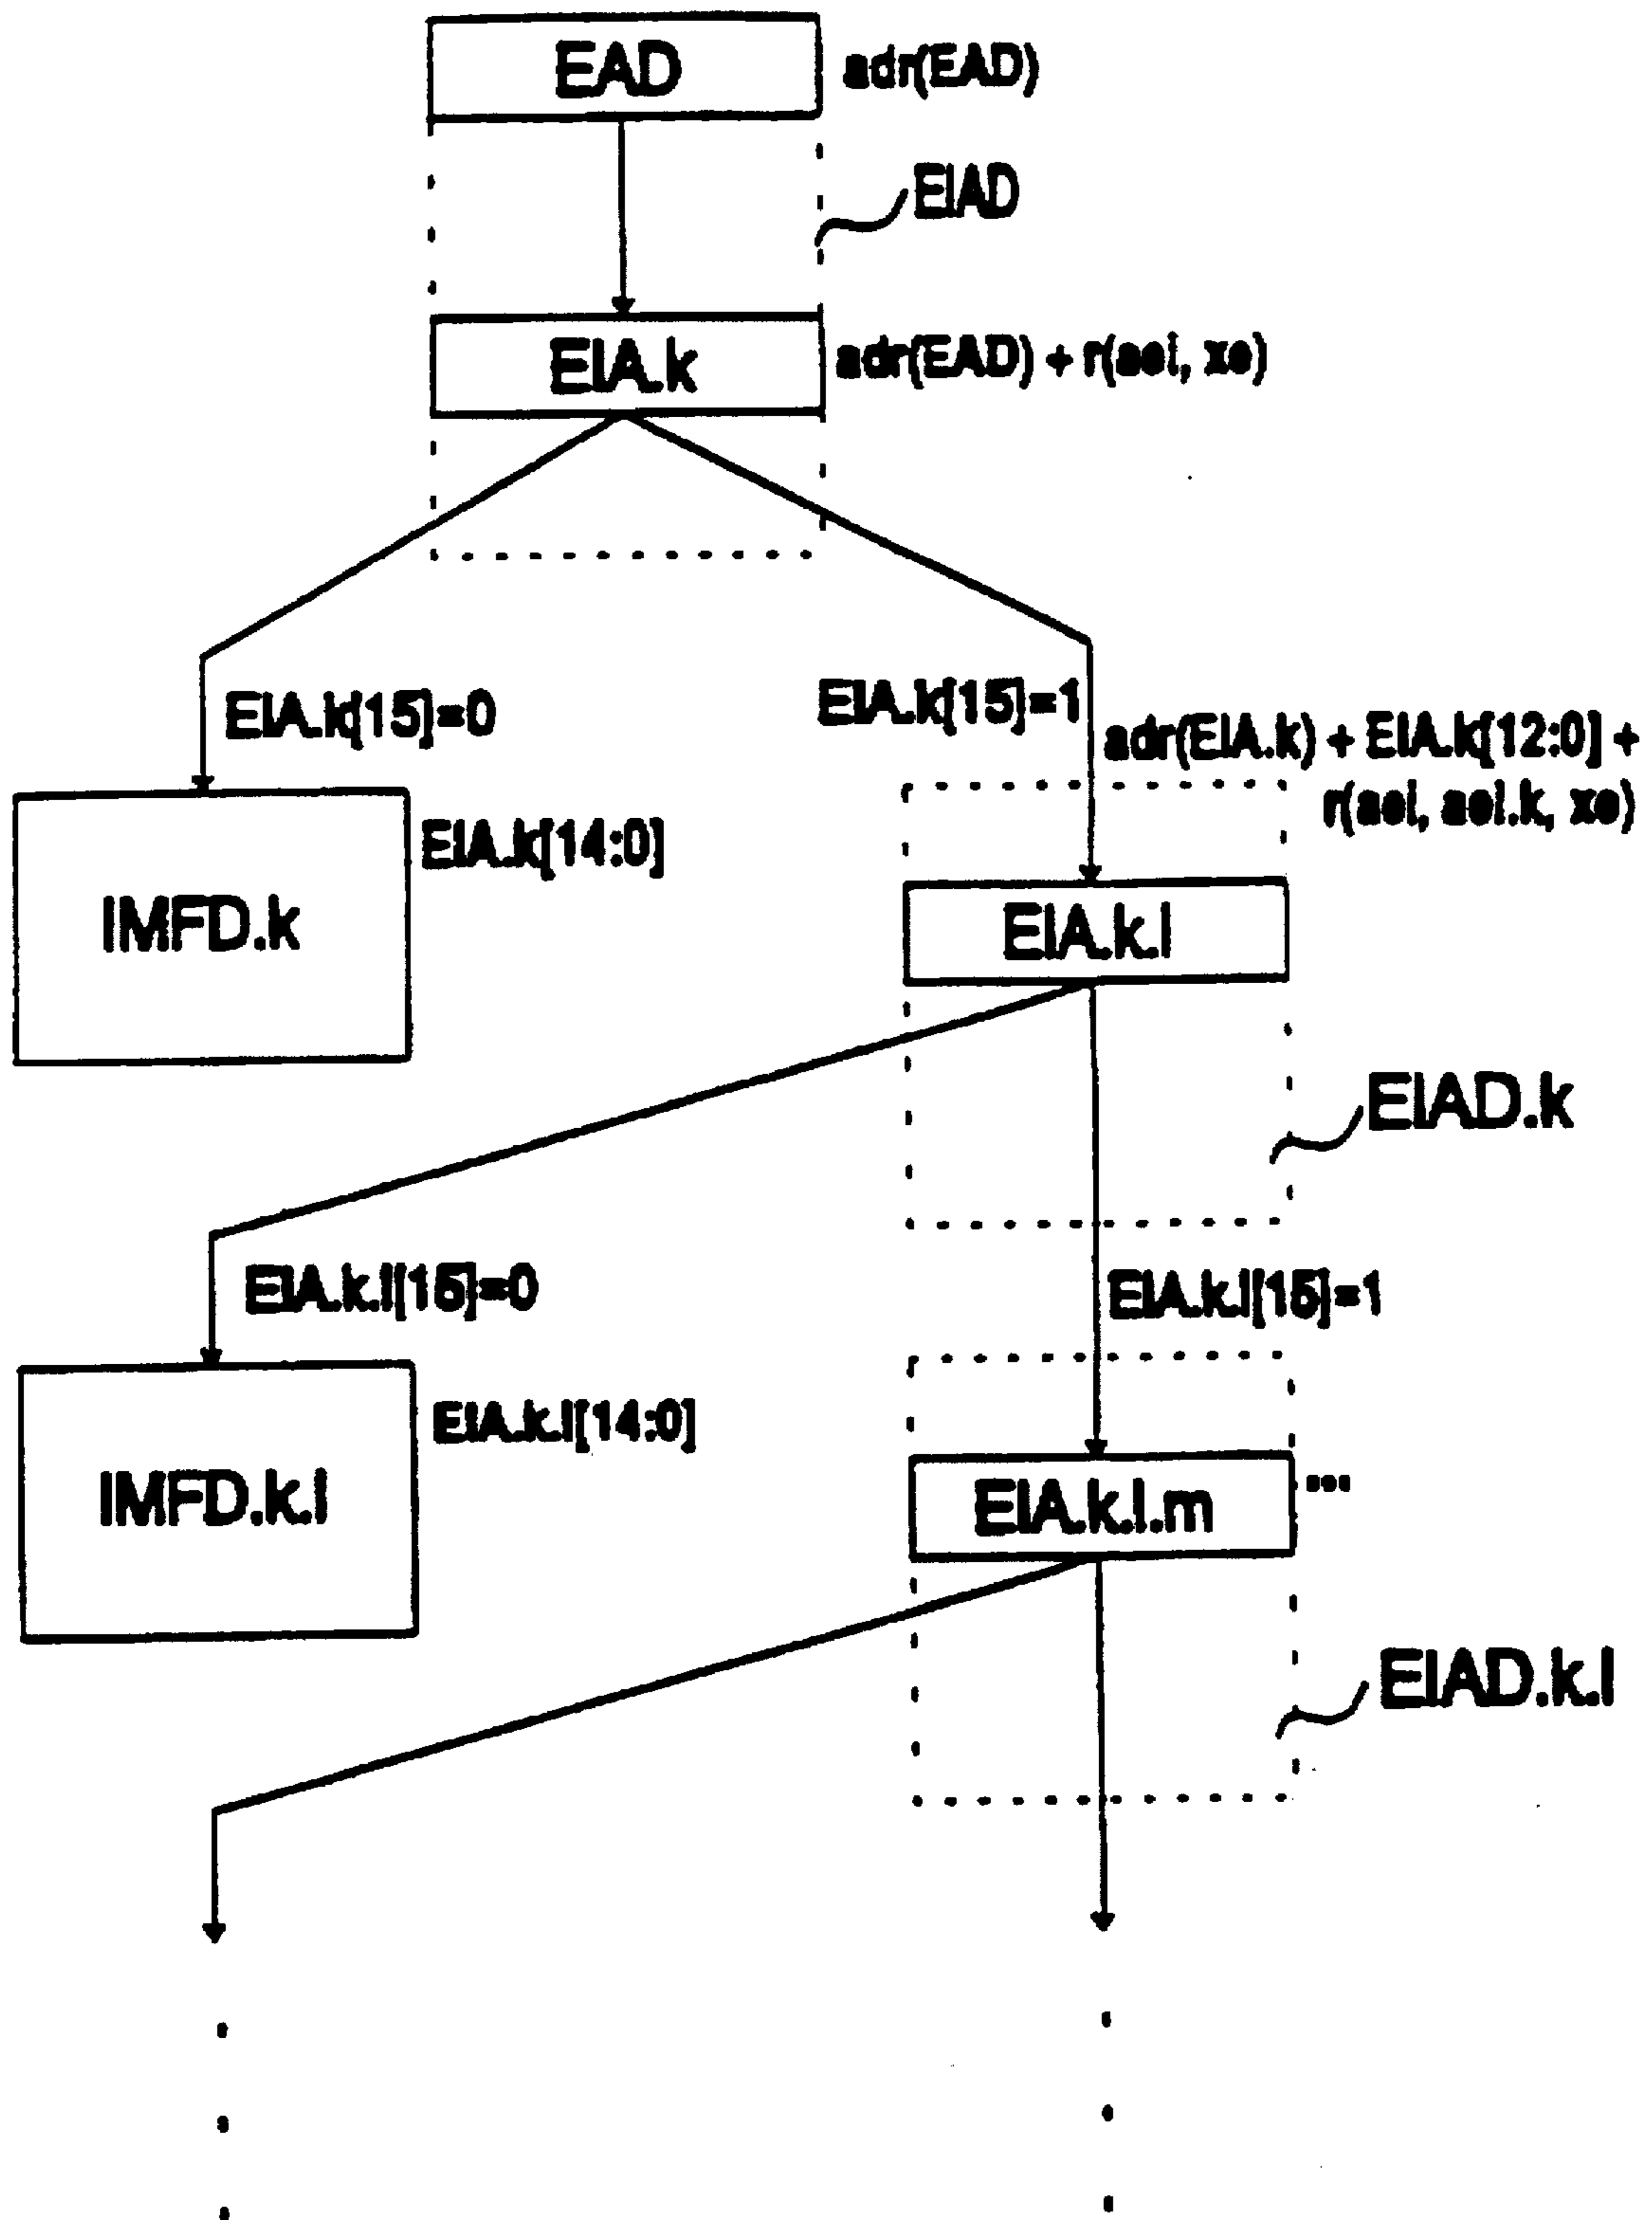 EAD
adr(EAD)
EIAD
EIA.k
adr(EAD) + r(aei, xe)
EIA.k[15]=0
EIA.k[15]=1
adr(EIA.k) + EIA.k[12:0] +
r(aei, aei.k, xe)
IMFD.k
EIA.k[14:0]
EIA.k.l
EIAD.k
EIA.k.l[15]=0
EIA.k.l[15]=1
IMFD.k.l
EIA.k.l[14:0]
EIA.k.l.m
...
EIAD.k.l